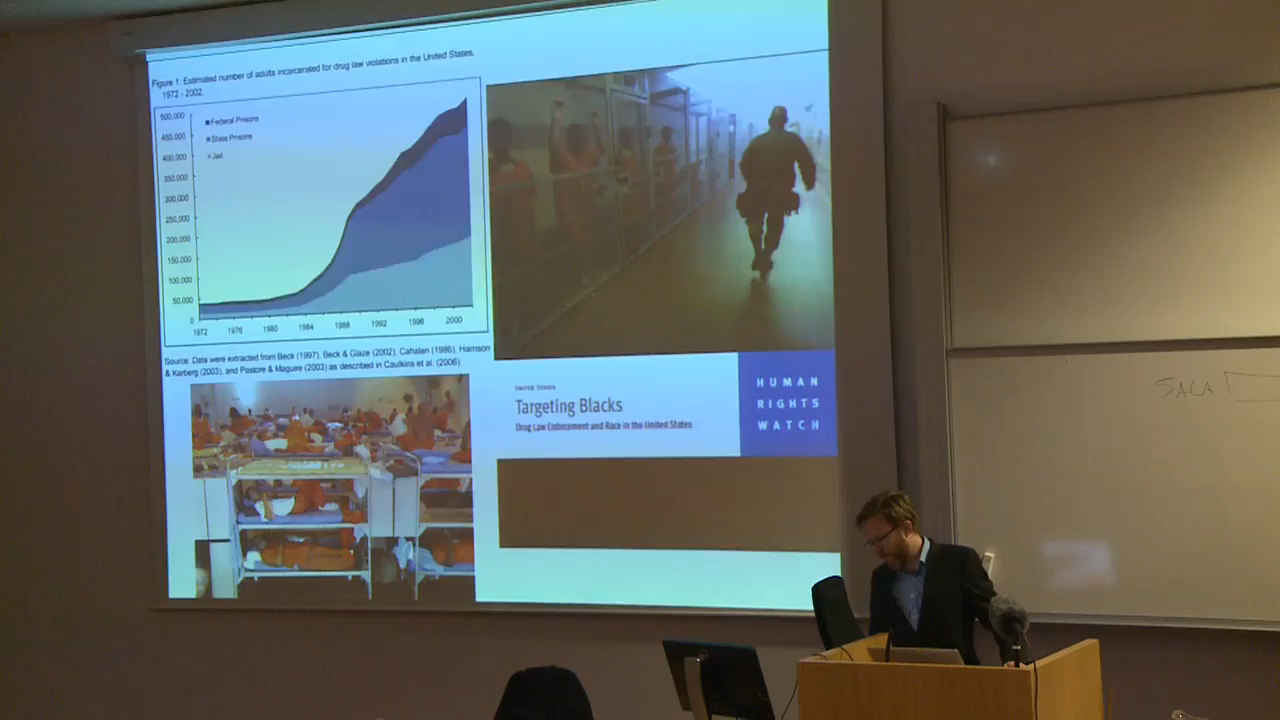 Figure 1: Estimated number of adults incarcerated for drug law violations in the United States,
1972 - 2002.
500,000
450,000
400,000
350,000
300,000
250,000
200,000
150,000
100,000
50,000
0
Federal Prisons
State Prisons
Jail
1972 1976 1980 1984 1988 1992 1996 2000
Source: Data were extracted from Beck (1997), Beck & Glaze (2002), Cahalan (1986), Harrison
& Karberg (2003), and Pastore & Maguire (2003) as described in Caulkins et al. (2006).
UNITED STATES
Targeting Blacks
Drug Law Enforcement and Race in the United States
HUMAN
RIGHTS
WATCH
SALA